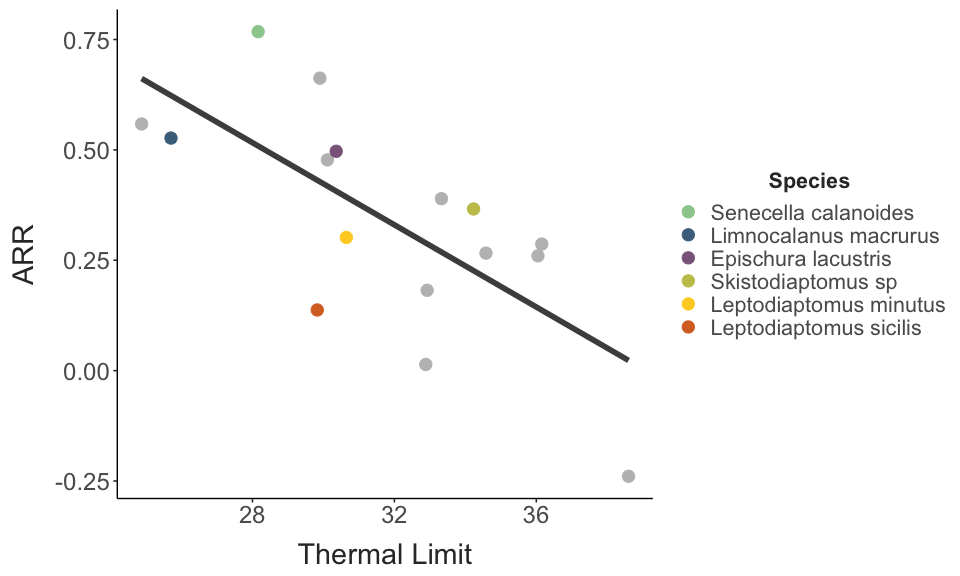 ARR
0.75
0.50
0.25
0.00
-0.25
28
32
36
Thermal Limit
Species
Senecella calanoides
Limnocalanus macrurus
Epischura lacustris
Skistodiaptomus sp
Leptodiaptomus minutus
Leptodiaptomus sicilis